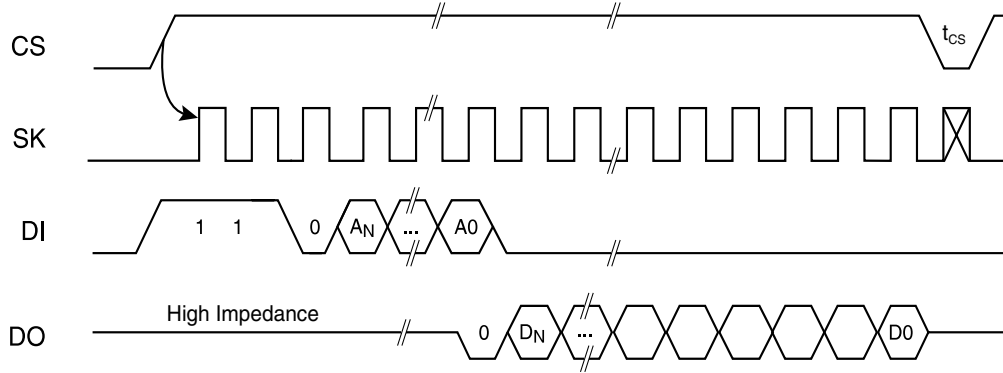 CS
t_CS
SK
DI
1 1 0 A_N ... A0
High Impedance
DO
0 D_N ... D0